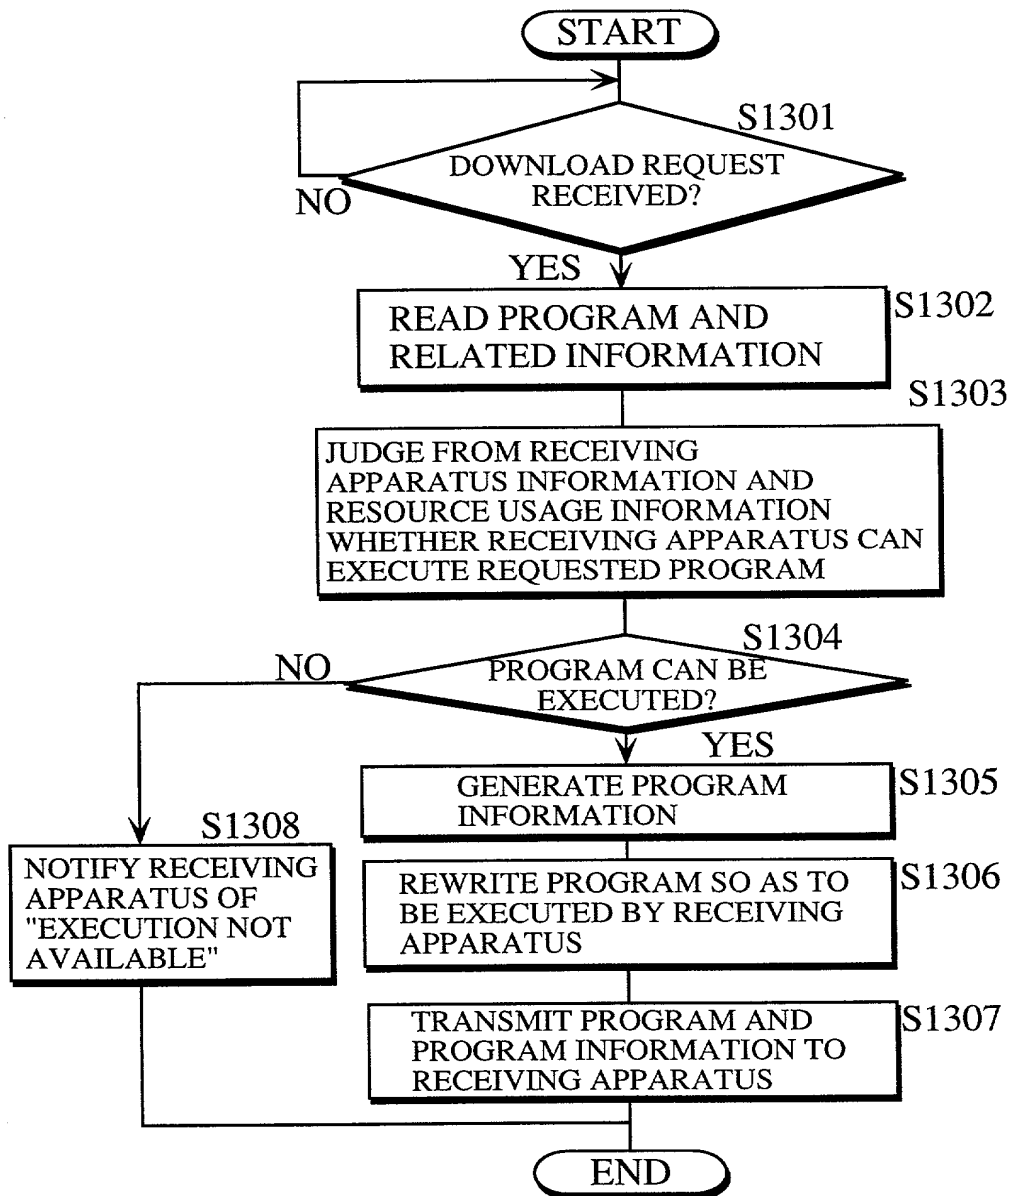 START
S1301
DOWNLOAD REQUEST
RECEIVED?
NO
YES
S1302
READ PROGRAM AND
RELATED INFORMATION
S1303
JUDGE FROM RECEIVING
APPARATUS INFORMATION AND
RESOURCE USAGE INFORMATION
WHETHER RECEIVING APPARATUS CAN
EXECUTE REQUESTED PROGRAM
S1304
NO
PROGRAM CAN BE
EXECUTED?
YES
S1305
GENERATE PROGRAM
INFORMATION
S1308
NOTIFY RECEIVING
APPARATUS OF
"EXECUTION NOT
AVAILABLE"
S1306
REWRITE PROGRAM SO AS TO
BE EXECUTED BY RECEIVING
APPARATUS
S1307
TRANSMIT PROGRAM AND
PROGRAM INFORMATION TO
RECEIVING APPARATUS
END